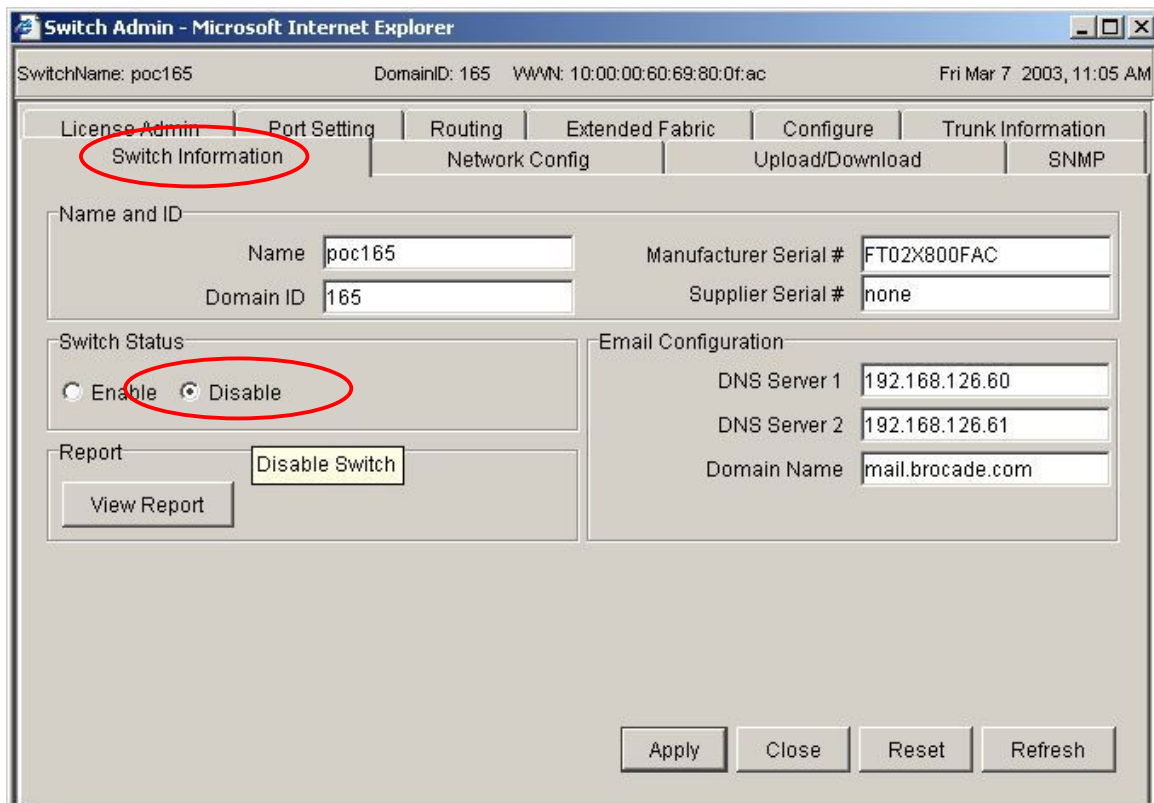 Switch Admin - Microsoft Internet Explorer
SwitchName: poc165 DomainID: 165 WWN: 10:00:00:60:69:80:0f:ac Fri Mar 7 2003, 11:05 AM
License Admin Port Setting Routing Extended Fabric Configure Trunk Information
Switch Information Network Config Upload/Download SNMP
Name and ID
Name poc165 Manufacturer Serial # FT02X800FAC
Domain ID 165 Supplier Serial # none
Switch Status
Enable Disable
Email Configuration
DNS Server 1 192.168.126.60
DNS Server 2 192.168.126.61
Domain Name mail.brocade.com
Report
Disable Switch
View Report
Apply Close Reset Refresh